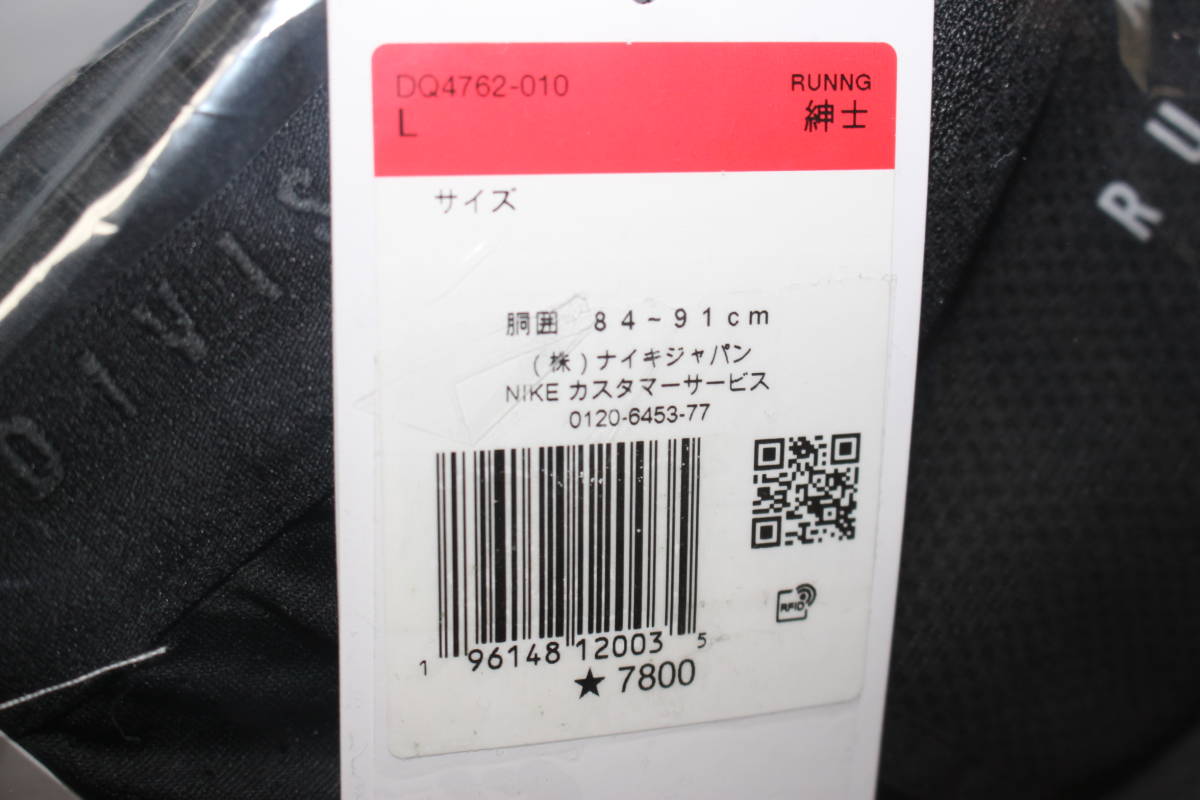 DQ4762-010
RUNNG
L
紳士
サイズ
胴囲 84~91cm
(株)ナイキジャパン
NIKE カスタマーサービス
0120-6453-77
1 96148 12003 5
★7800
RFID
DIVIS
RU